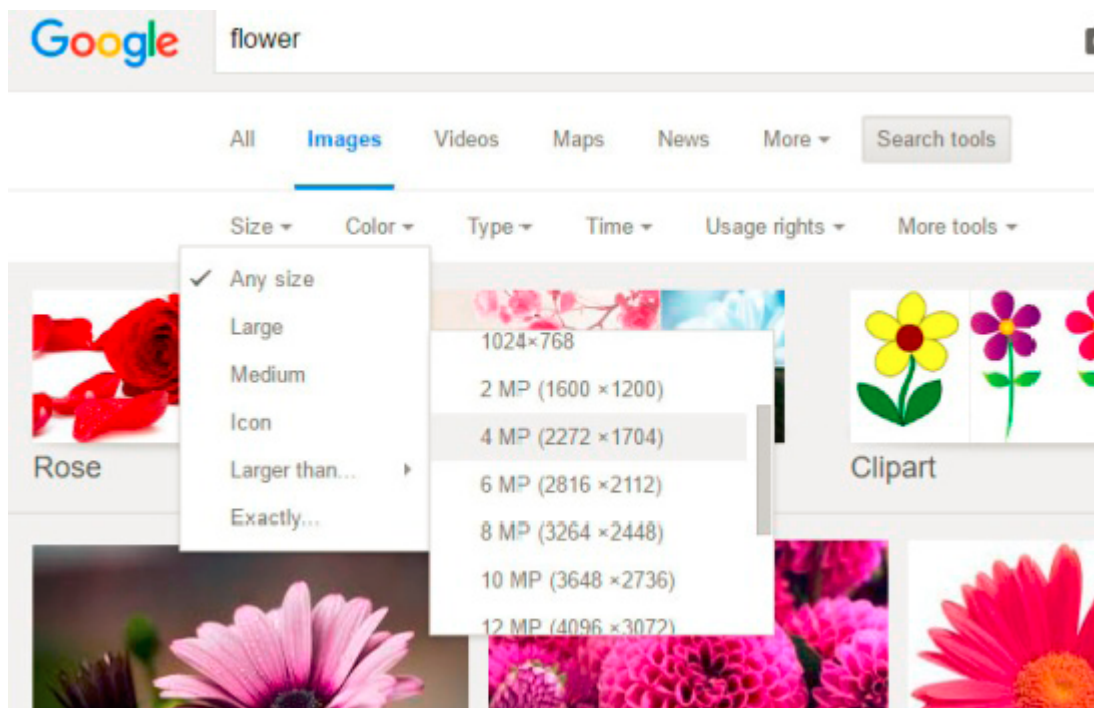 Google flower
All Images Videos Maps News More Search tools
Size Color Type Time Usage rights More tools
Any size
Large
Medium
Icon
Larger than...
Exactly...
1024×768
2 MP (1600 ×1200)
4 MP (2272 ×1704)
6 MP (2816 ×2112)
8 MP (3264 ×2448)
10 MP (3648 ×2736)
12 MP (4096 ×3072)
Rose
Clipart